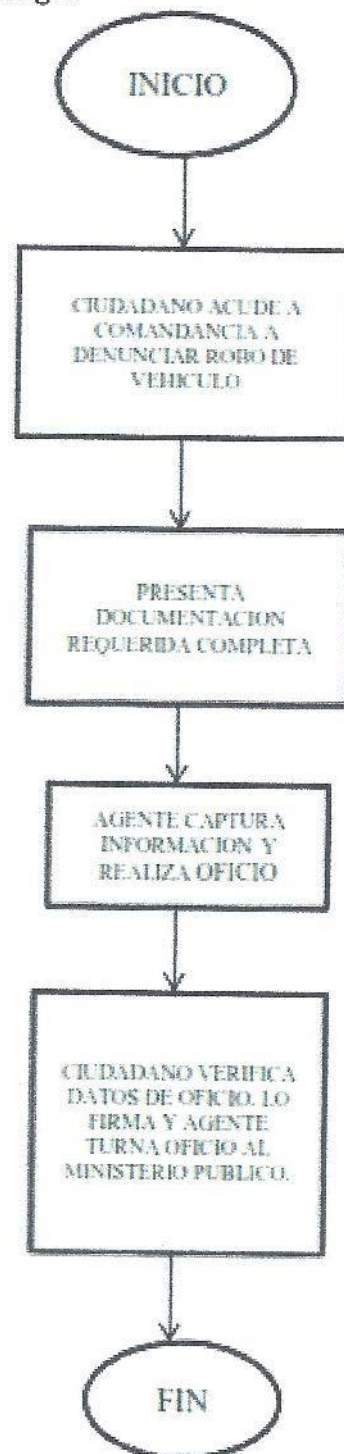 INICIO
CIUDADANO ACUDE A
COMANDANCIA A
DENUNCIAR ROBO DE
VEHICULO
PRESENTA
DOCUMENTACION
REQUERIDA COMPLETA
AGENTE CAPTURA
INFORMACION Y
REALIZA OFICIO
CIUDADANO VERIFICA
DATOS DE OFICIO. LO
FIRMA Y AGENTE
TURNA OFICIO AL
MINISTERIO PUBLICO.
FIN